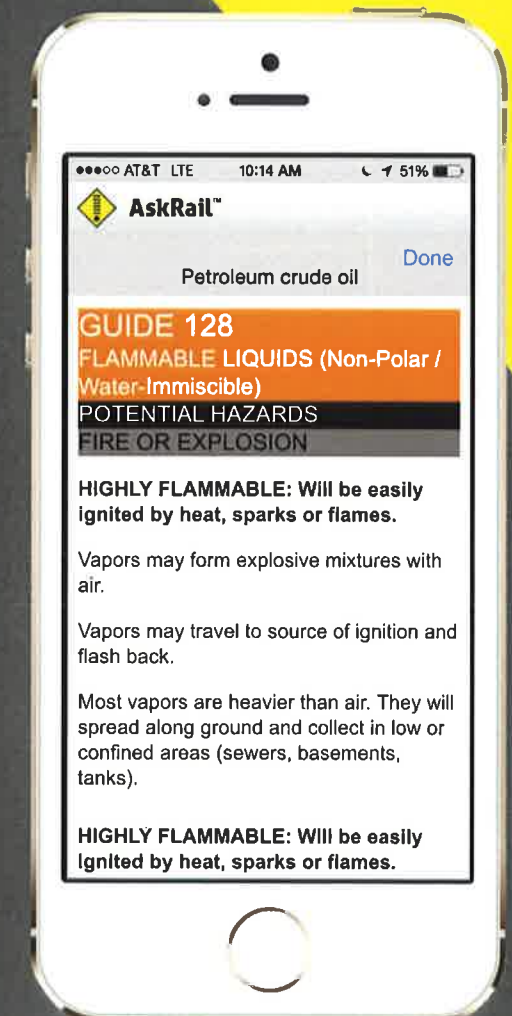 AT&T LTE 10:14 AM 51%
AskRail™
Done
Petroleum crude oil
GUIDE 128
FLAMMABLE LIQUIDS (Non-Polar /
Water-Immiscible)
POTENTIAL HAZARDS
FIRE OR EXPLOSION
HIGHLY FLAMMABLE: Will be easily
ignited by heat, sparks or flames.
Vapors may form explosive mixtures with
air.
Vapors may travel to source of ignition and
flash back.
Most vapors are heavier than air. They will
spread along ground and collect in low or
confined areas (sewers, basements,
tanks).
HIGHLY FLAMMABLE: Will be easily
ignited by heat, sparks or flames.